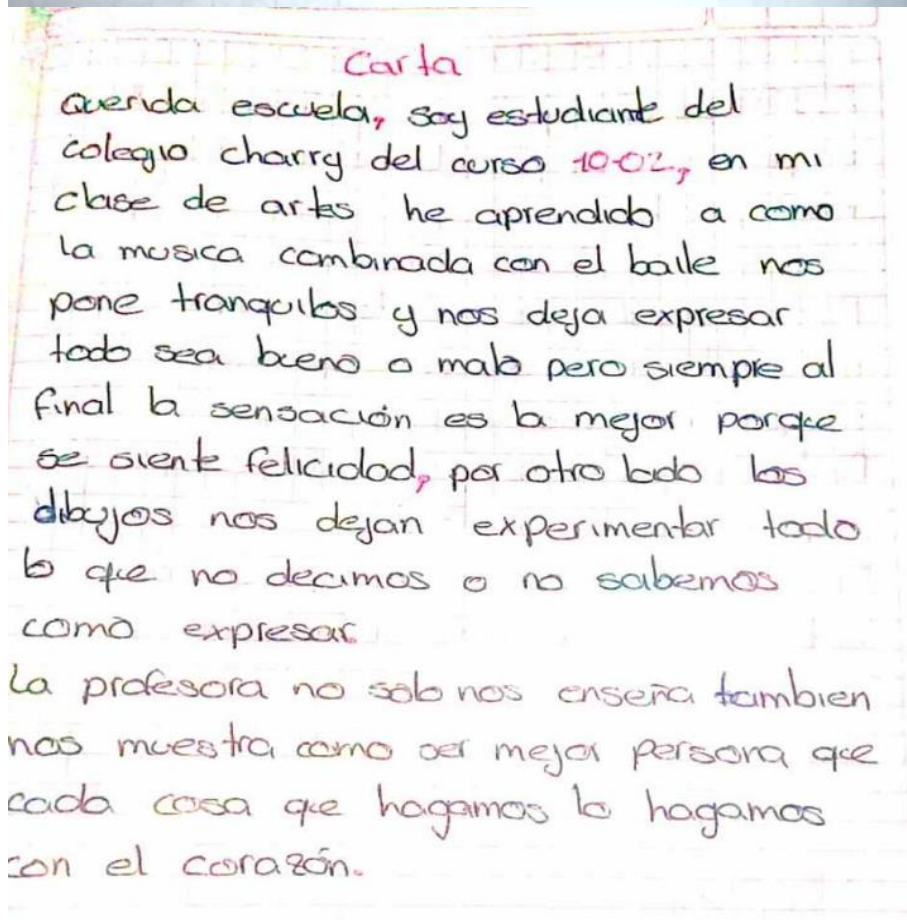 Carta
Querida escuela, soy estudiante del
colegio charry del curso 10-02, en mi
clase de artes he aprendido a como
la musica combinada con el baile nos
pone tranquilos y nos deja expresar
todo sea bueno o malo pero siempre al
final la sensación es la mejor porque
se siente felicidad, por otro lado los
dibujos nos dejan experimentar todo
lo que no decimos o no sabemos
como expresar.
La profesora no solo nos enseña tambien
nos muestra como ser mejor persona que
cada cosa que hagamos lo hagamos
con el corazón.